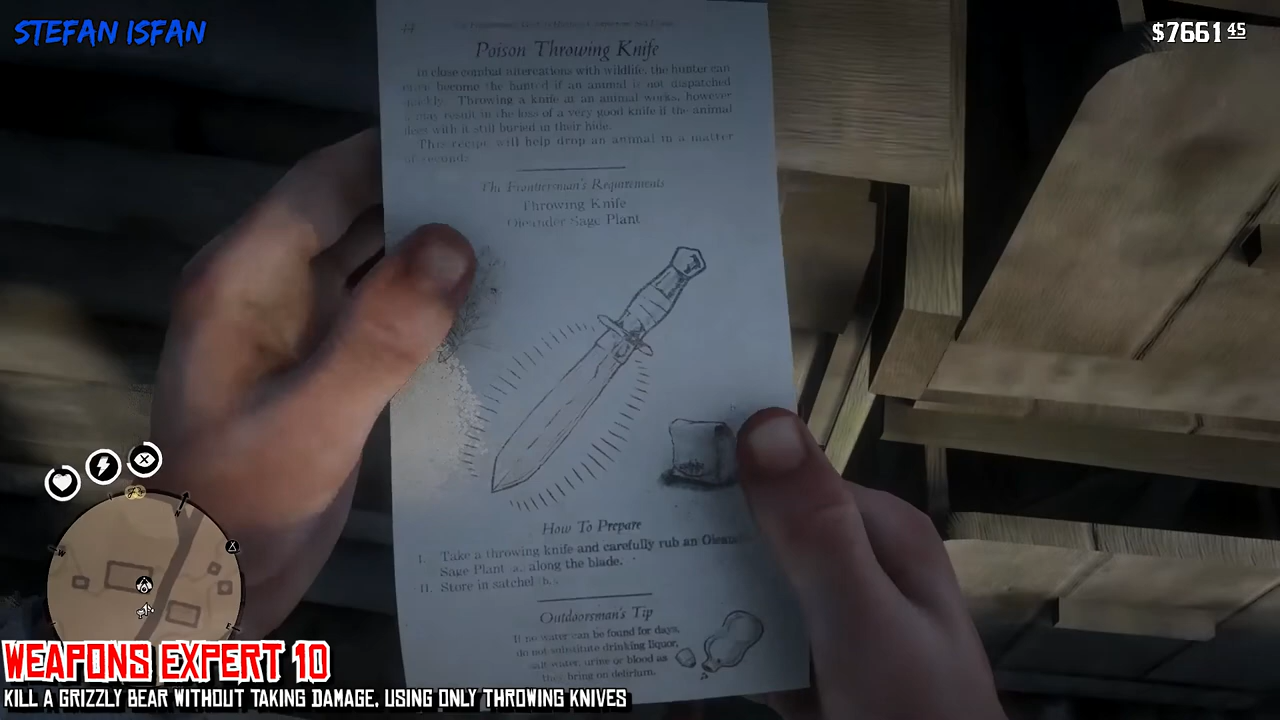 STEFAN ISFAN
$7661 45
Poison Throwing Knife
In close combat altercations with wildlife, the hunter can
become the hunted if an animal is not dispatched
Throwing a knife at an animal works, however
may result in the loss of a very good knife if the animal
with it still buried in their hide.
This recipe will help drop an animal in a matter
of seconds
The Frontiersman's Requirements
Throwing Knife
Oleander Sage Plant
How To Prepare
I. Take a throwing knife and carefully rub an
Sage Plant a. along the blade.
II. Store in satchel (b.).
Outdoorsman's Tip
If no water can be found for days,
do not substitute drinking liquor,
salt water, urine or blood as
they bring on delirium.
WEAPONS EXPERT 10
KILL A GRIZZLY BEAR WITHOUT TAKING DAMAGE, USING ONLY THROWING KNIVES